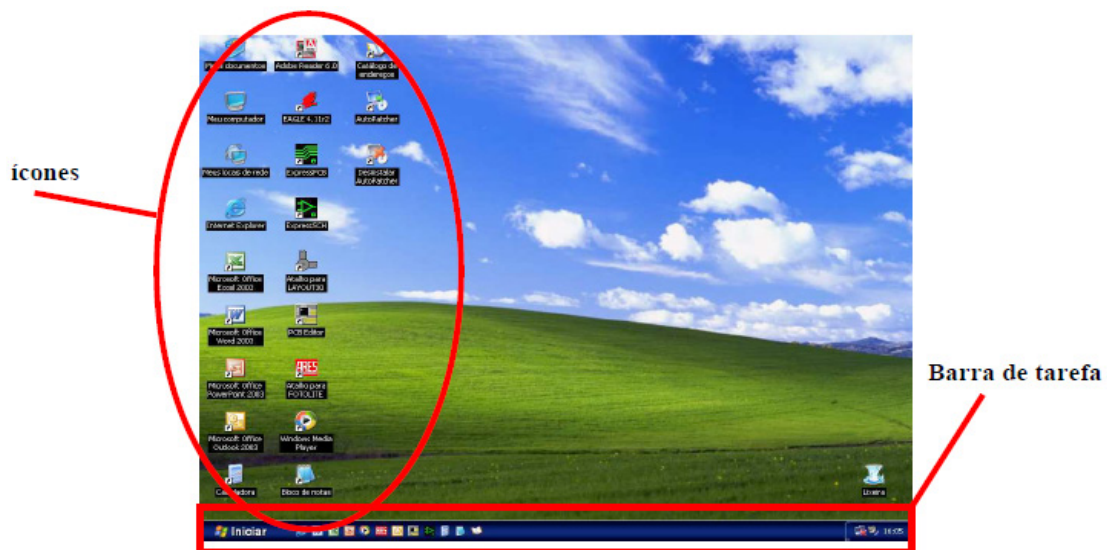 Meus documentos
Adobe Reader 6.0
Catálogo de
endereços
Meu computador
EAGLE 4.11r2
AutoPatcher
Meus locais de rede
ExpressPCB
Desinstalar
AutoPatcher
Internet Explorer
ExpressSCH
ícones
Microsoft Office
Excel 2003
Atalho para
LAYOUT30
Microsoft Office
Word 2003
PCB Editor
Microsoft Office
PowerPoint 2003
ARES
Atalho para
FOTOLITE
Barra de tarefa
Microsoft Office
Outlook 2003
Windows Media
Player
Calculadora
Bloco de notas
Lixeira
Iniciar
16:05